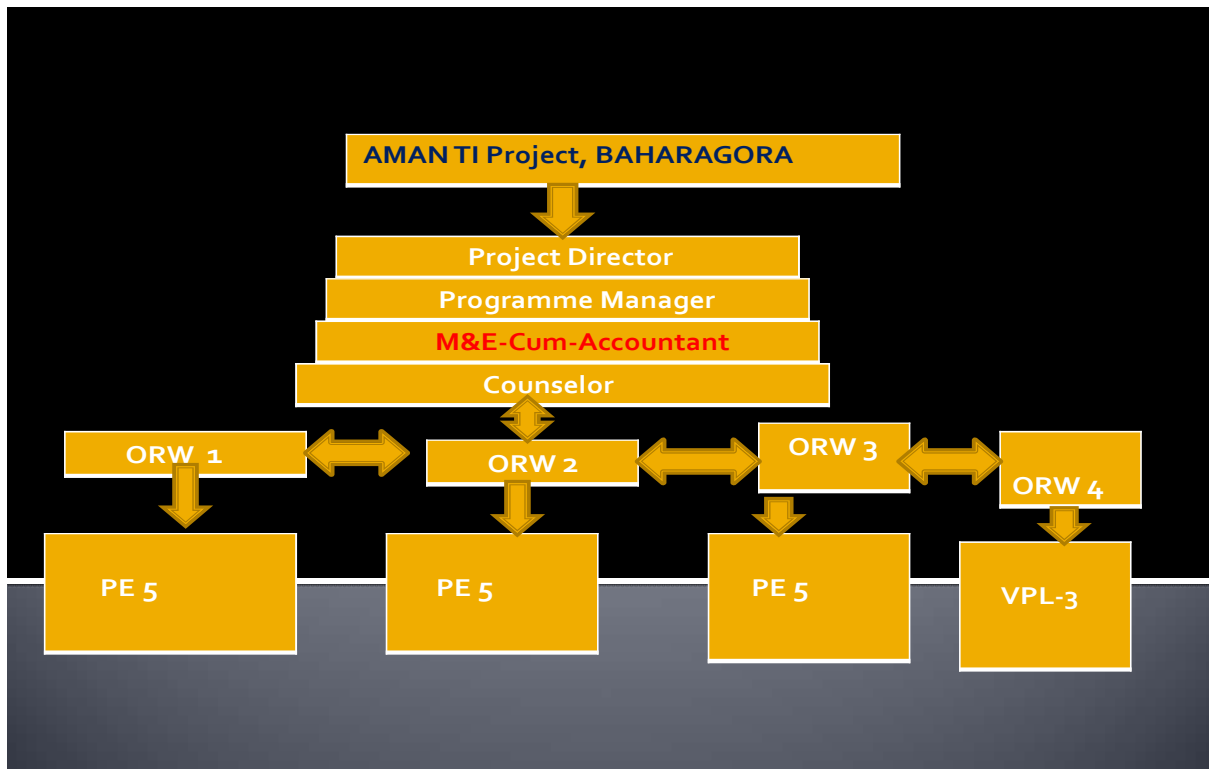 AMAN TI Project, BAHARAGORA
Project Director
Programme Manager
M&E-Cum-Accountant
Counselor
ORW 1
ORW 2
ORW 3
ORW 4
PE 5
PE 5
PE 5
VPL-3